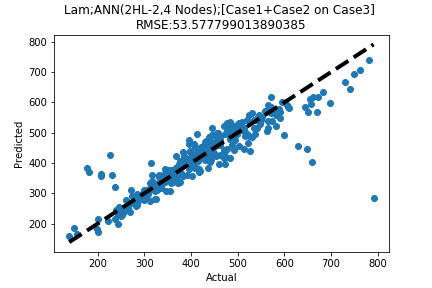 Lam;ANN(2HL-2,4 Nodes);[Case1+Case2 on Case3]
RMSE:53.577799013890385
800
700
600
500
400
300
200
Predicted
200 300 400 500 600 700 800
Actual